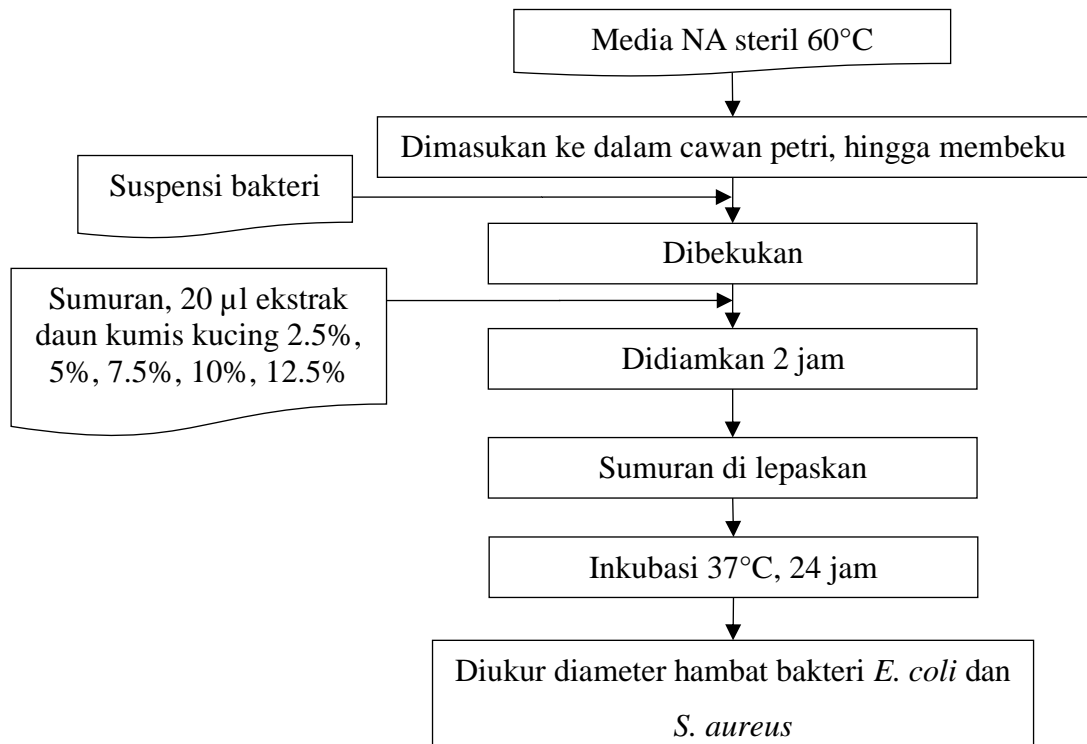 Media NA steril 60°C
Dimasukan ke dalam cawan petri, hingga membeku
Suspensi bakteri
Dibekukan
Sumuran, 20 µl ekstrak
daun kumis kucing 2.5%,
5%, 7.5%, 10%, 12.5%
Didiamkan 2 jam
Sumuran di lepaskan
Inkubasi 37°C, 24 jam
Diukur diameter hambat bakteri E. coli dan
S. aureus